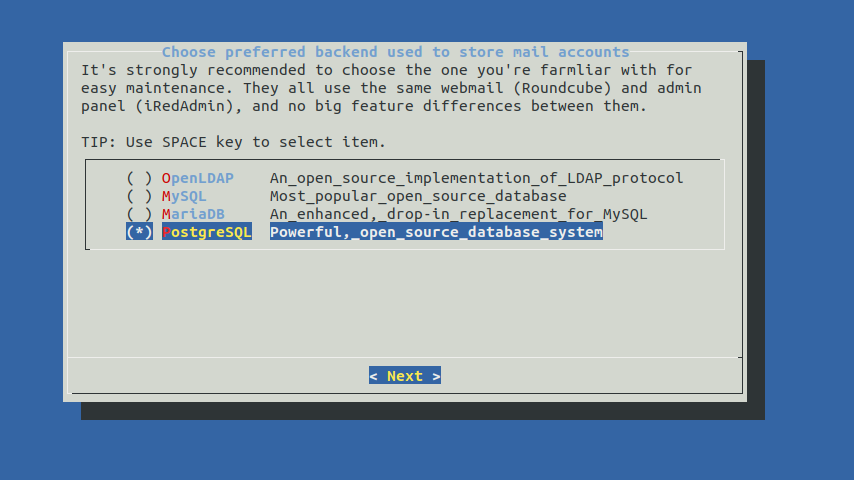 Choose preferred backend used to store mail accounts
It's strongly recommended to choose the one you're farmliar with for
easy maintenance. They all use the same webmail (Roundcube) and admin
panel (iRedAdmin), and no big feature differences between them.
TIP: Use SPACE key to select item.
( ) OpenLDAP An_open_source_implementation_of_LDAP_protocol
( ) MySQL Most_popular_open_source_database
( ) MariaDB An_enhanced,_drop-in_replacement_for_MySQL
(*) PostgreSQL Powerful,_open_source_database_system
< Next >